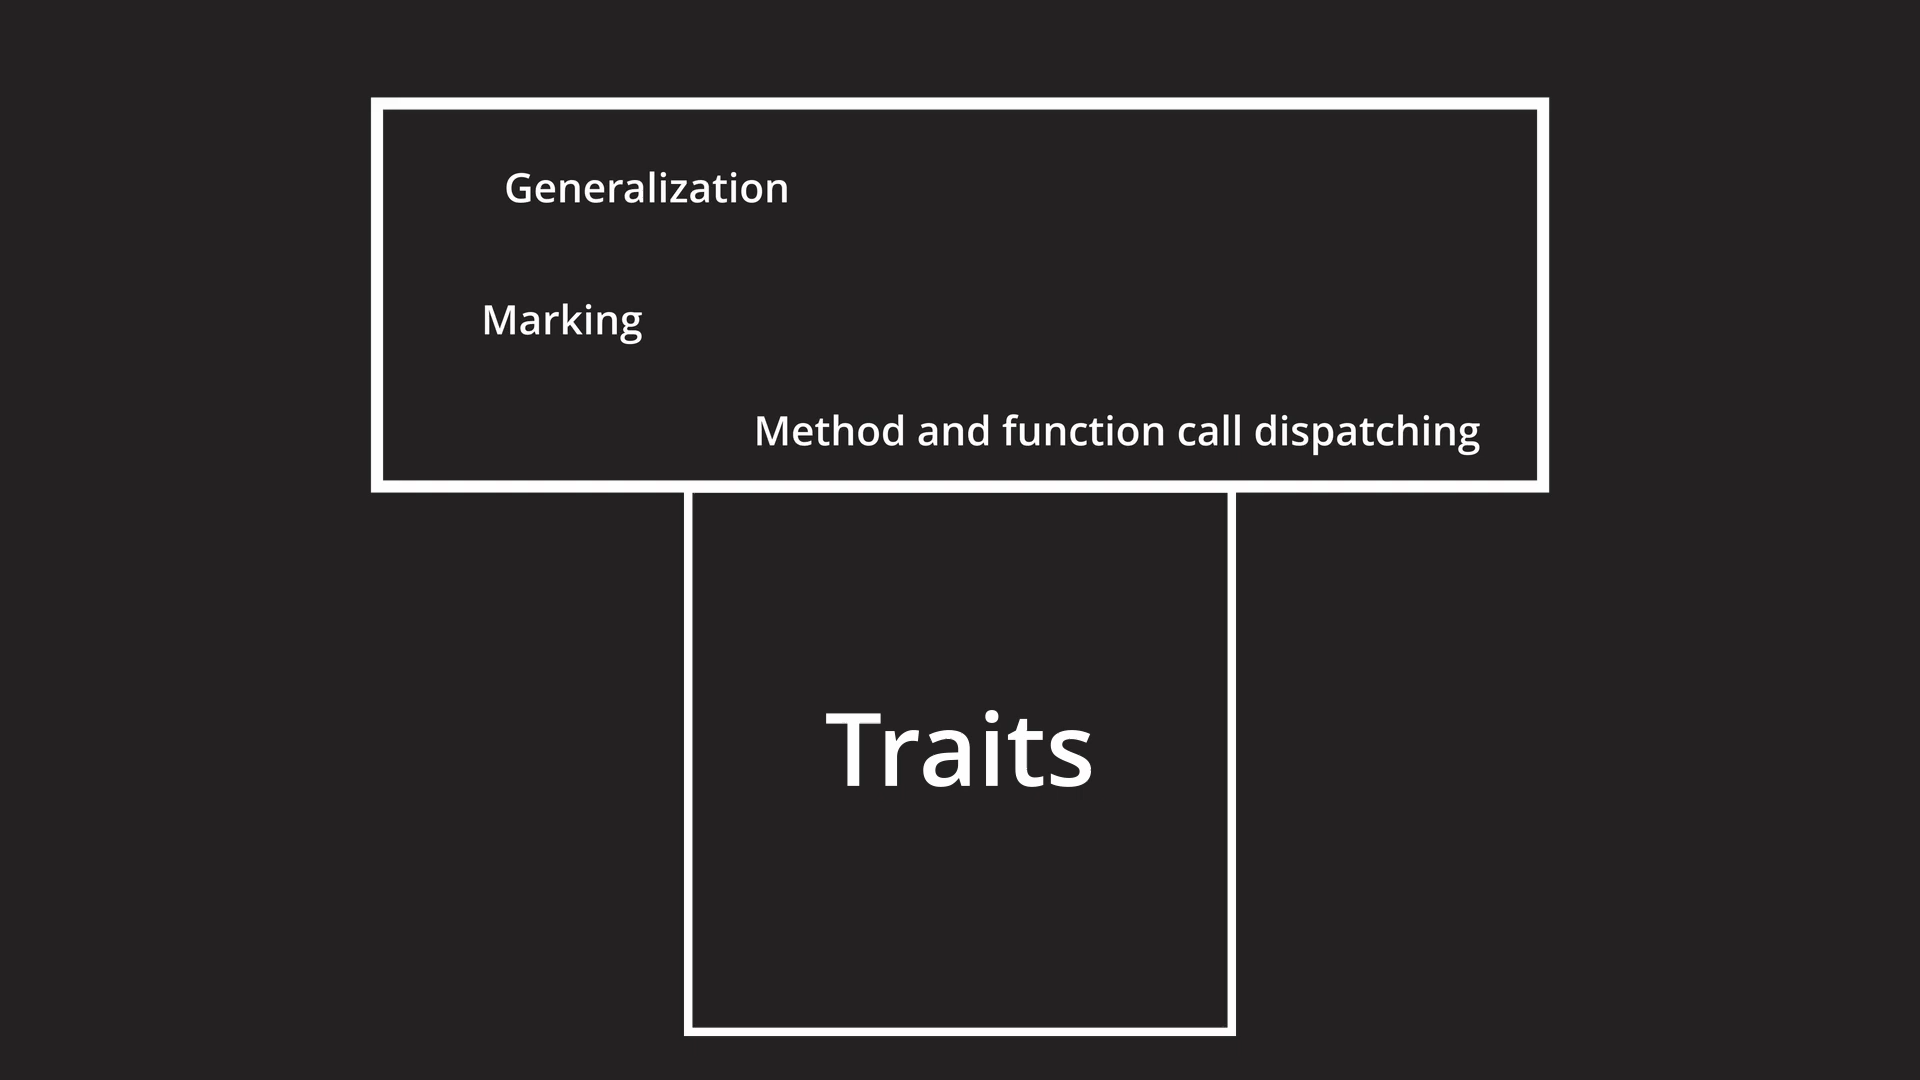 Generalization
Marking
Method and function call dispatching
Traits